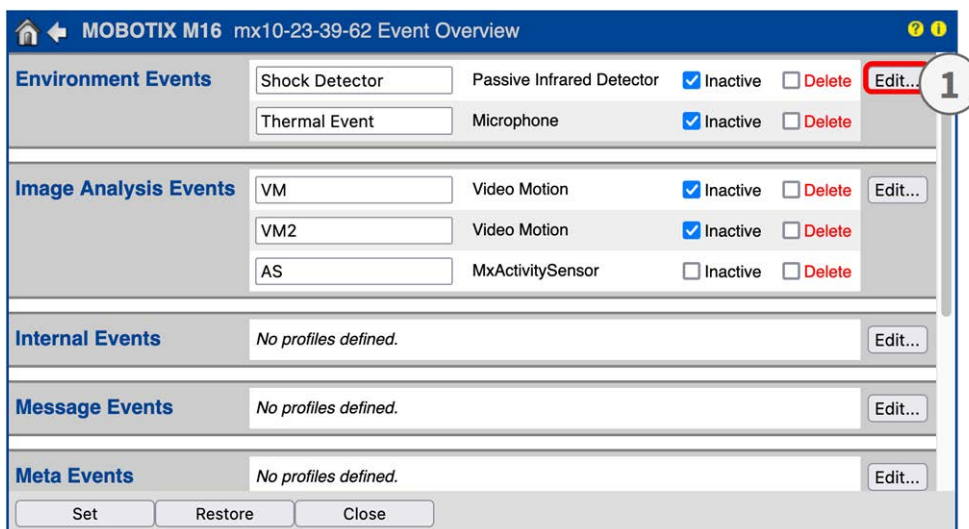 MOBOTIX M16 mx10-23-39-62 Event Overview ? i
Environment Events Shock Detector Passive Infrared Detector Inactive Delete Edit... 1
Thermal Event Microphone Inactive Delete
Image Analysis Events VM Video Motion Inactive Delete Edit...
VM2 Video Motion Inactive Delete
AS MxActivitySensor Inactive Delete
Internal Events No profiles defined. Edit...
Message Events No profiles defined. Edit...
Meta Events No profiles defined. Edit...
Set Restore Close